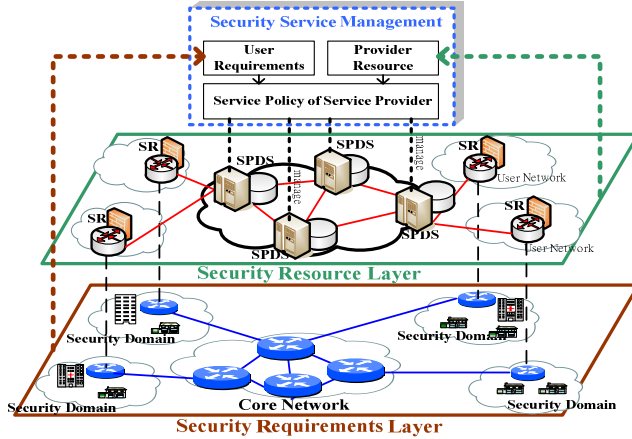 Security Service Management
User
Requirements
Provider
Resource
Service Policy of Service Provider
SR
SPDS
SPDS
manage
manage
SR
User Network
SR
SPDS
SPDS
SR
User Network
Security Resource Layer
Security Domain
Security Domain
Security Domain
Core Network
Security Domain
Security Requirements Layer